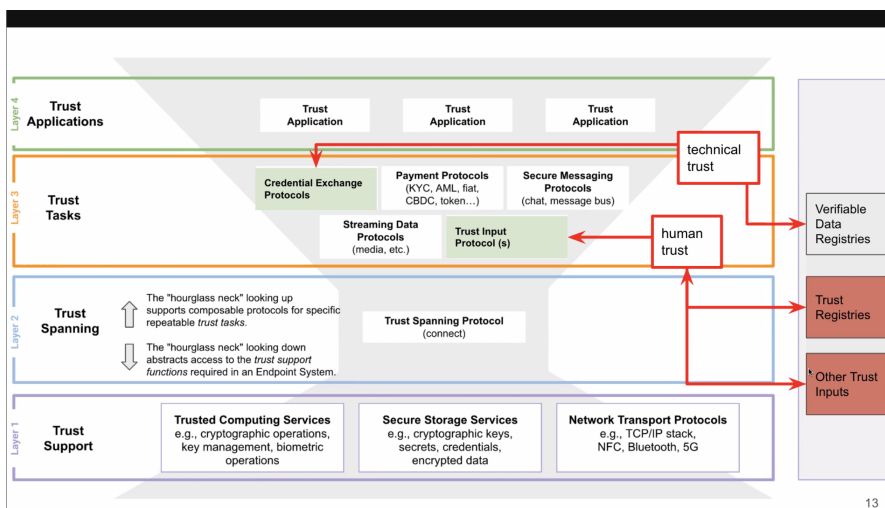 Layer 4
Trust
Applications
Trust
Application
Trust
Application
Trust
Application
technical
trust
Layer 3
Trust
Tasks
Credential Exchange
Protocols
Payment Protocols
(KYC, AML, fiat,
CBDC, token…)
Secure Messaging
Protocols
(chat, message bus)
Streaming Data
Protocols
(media, etc.)
Trust Input
Protocol (s)
human
trust
Verifiable
Data
Registries
Layer 2
Trust
Spanning
The "hourglass neck" looking up
supports composable protocols for specific
repeatable trust tasks.
The "hourglass neck" looking down
abstracts access to the trust support
functions required in an Endpoint System.
Trust Spanning Protocol
(connect)
Trust
Registries
Other Trust
Inputs
Layer 1
Trust
Support
Trusted Computing Services
e.g., cryptographic operations,
key management, biometric
operations
Secure Storage Services
e.g., cryptographic keys,
secrets, credentials,
encrypted data
Network Transport Protocols
e.g., TCP/IP stack,
NFC, Bluetooth, 5G
13